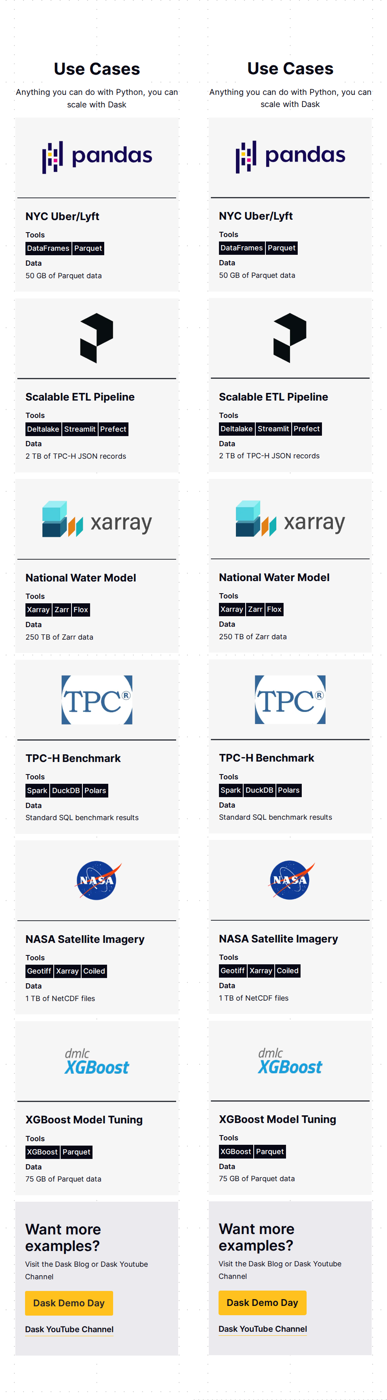 Use Cases
Anything you can do with Python, you can
scale with Dask
pandas
NYC Uber/Lyft
Tools
DataFrames Parquet
Data
50 GB of Parquet data
Scalable ETL Pipeline
Tools
Deltalake Streamlit Prefect
Data
2 TB of TPC-H JSON records
xarray
National Water Model
Tools
Xarray Zarr Flox
Data
250 TB of Zarr data
TPC®
TPC-H Benchmark
Tools
Spark DuckDB Polars
Data
Standard SQL benchmark results
NASA
NASA Satellite Imagery
Tools
Geotiff Xarray Coiled
Data
1 TB of NetCDF files
dmlc
XGBoost
XGBoost Model Tuning
Tools
XGBoost Parquet
Data
75 GB of Parquet data
Want more
examples?
Visit the Dask Blog or Dask Youtube
Channel
Dask Demo Day
Dask YouTube Channel
Use Cases
Anything you can do with Python, you can
scale with Dask
pandas
NYC Uber/Lyft
Tools
DataFrames Parquet
Data
50 GB of Parquet data
Scalable ETL Pipeline
Tools
Deltalake Streamlit Prefect
Data
2 TB of TPC-H JSON records
xarray
National Water Model
Tools
Xarray Zarr Flox
Data
250 TB of Zarr data
TPC®
TPC-H Benchmark
Tools
Spark DuckDB Polars
Data
Standard SQL benchmark results
NASA
NASA Satellite Imagery
Tools
Geotiff Xarray Coiled
Data
1 TB of NetCDF files
dmlc
XGBoost
XGBoost Model Tuning
Tools
XGBoost Parquet
Data
75 GB of Parquet data
Want more
examples?
Visit the Dask Blog or Dask Youtube
Channel
Dask Demo Day
Dask YouTube Channel